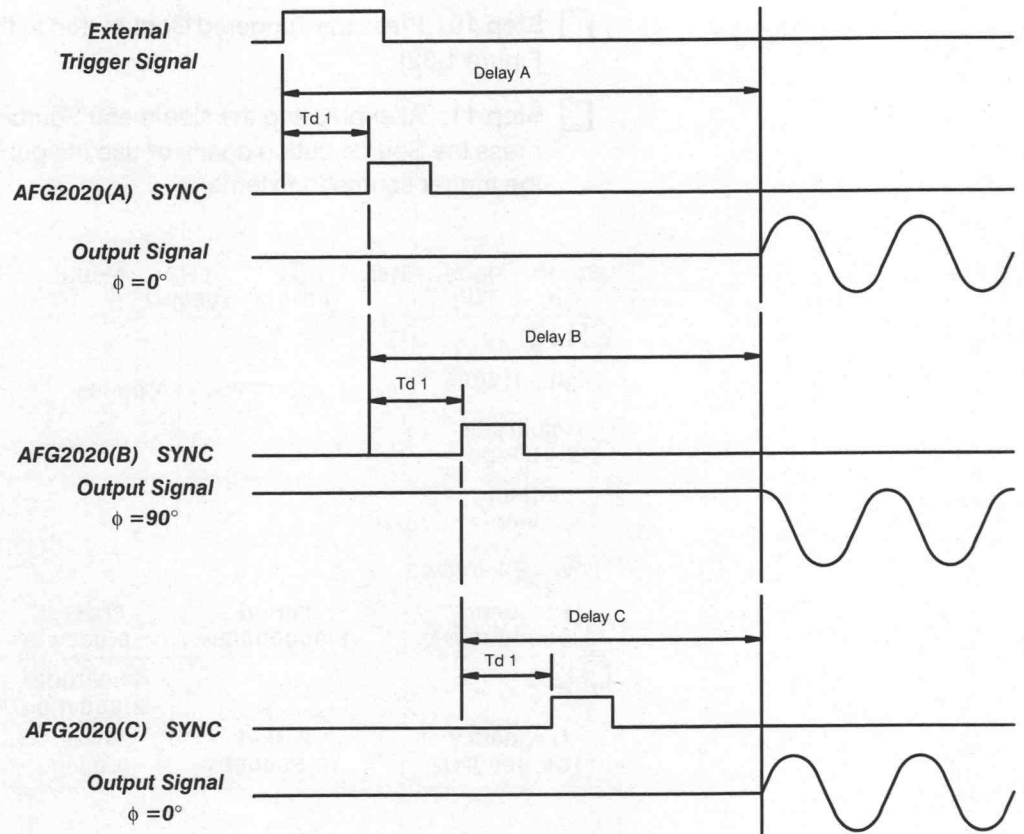 External
Trigger Signal
Delay A
Td 1
AFG2020(A) SYNC
Output Signal
ϕ =0°
Delay B
Td 1
AFG2020(B) SYNC
Output Signal
ϕ =90°
Delay C
Td 1
AFG2020(C) SYNC
Output Signal
ϕ =0°